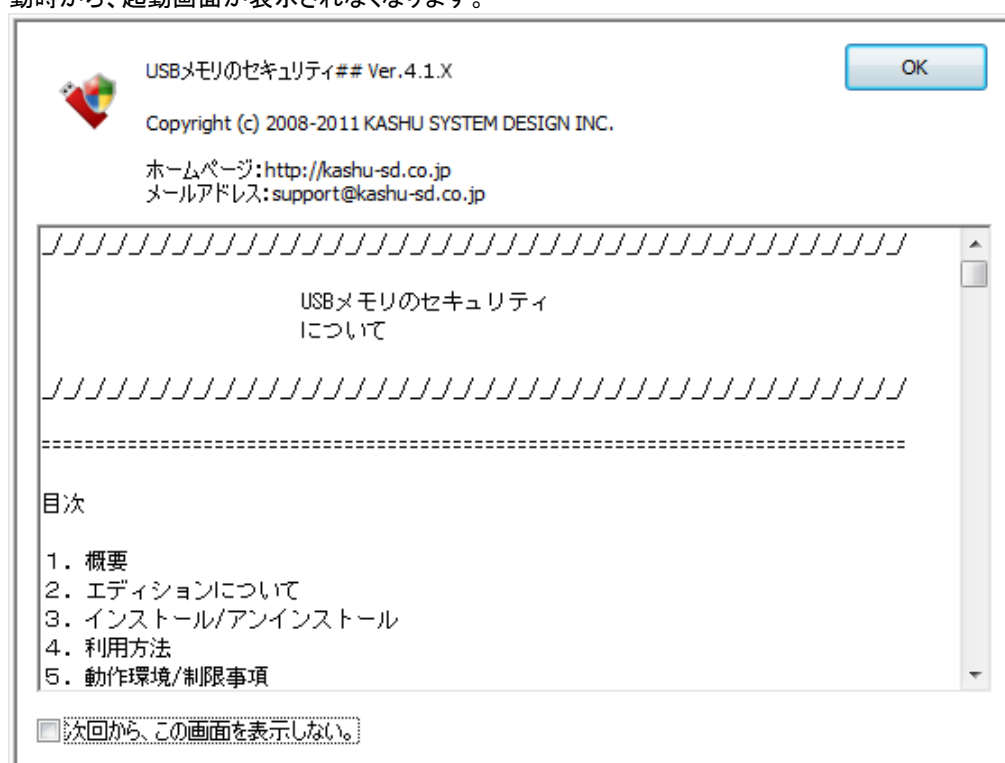 動時から、起動画面が表示されなくなります。
USBメモリのセキュリティ## Ver.4.1.X
OK
Copyright (c) 2008-2011 KASHU SYSTEM DESIGN INC.
ホームページ:http://kashu-sd.co.jp
メールアドレス:support@kashu-sd.co.jp
_/_/_/_/_/_/_/_/_/_/_/_/_/_/_/_/_/_/_/_/_/_/_/_/_/_/_/_/_/_/_/_/_/_/_/_/_/_/_/_/
USBメモリのセキュリティ
について
_/_/_/_/_/_/_/_/_/_/_/_/_/_/_/_/_/_/_/_/_/_/_/_/_/_/_/_/_/_/_/_/_/_/_/_/_/_/_/_/
================================================================================
目次
1. 概要
2. エディションについて
3. インストール/アンインストール
4. 利用方法
5. 動作環境/制限事項
次回から、この画面を表示しない。